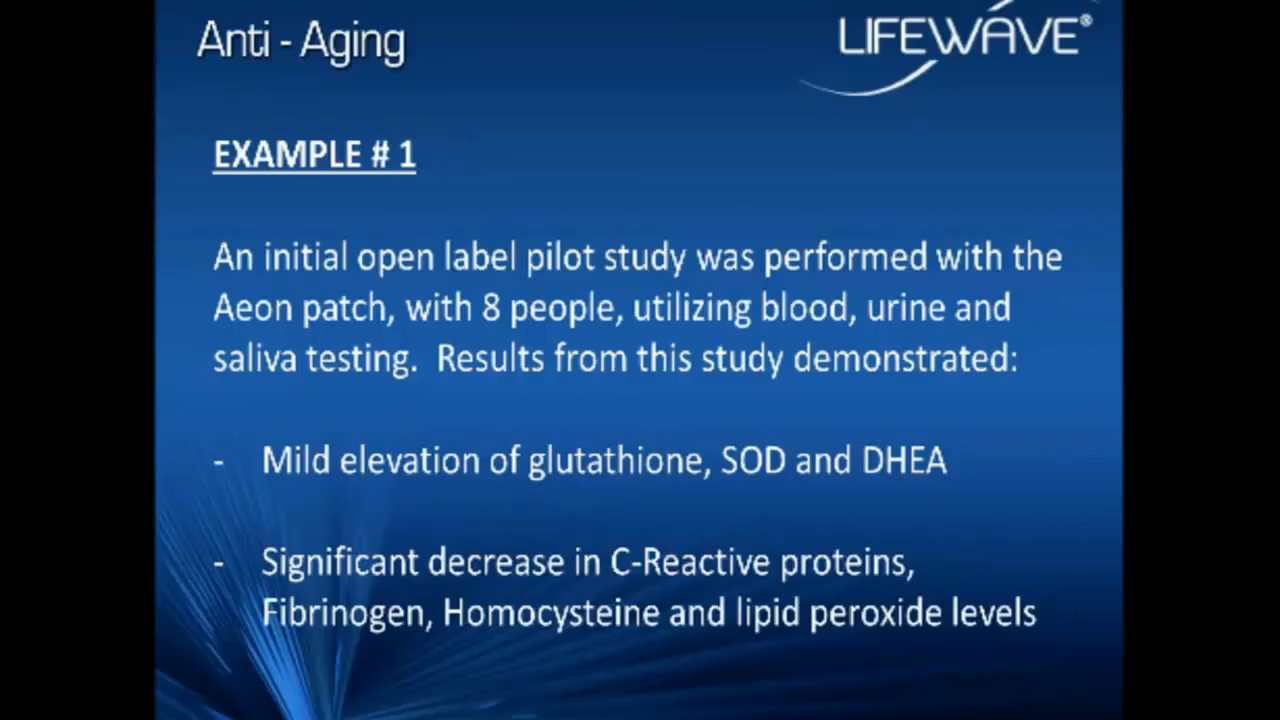 Anti - Aging
LIFEWAVE®
EXAMPLE # 1
An initial open label pilot study was performed with the
Aeon patch, with 8 people, utilizing blood, urine and
saliva testing.  Results from this study demonstrated:
- Mild elevation of glutathione, SOD and DHEA
- Significant decrease in C-Reactive proteins,
Fibrinogen, Homocysteine and lipid peroxide levels